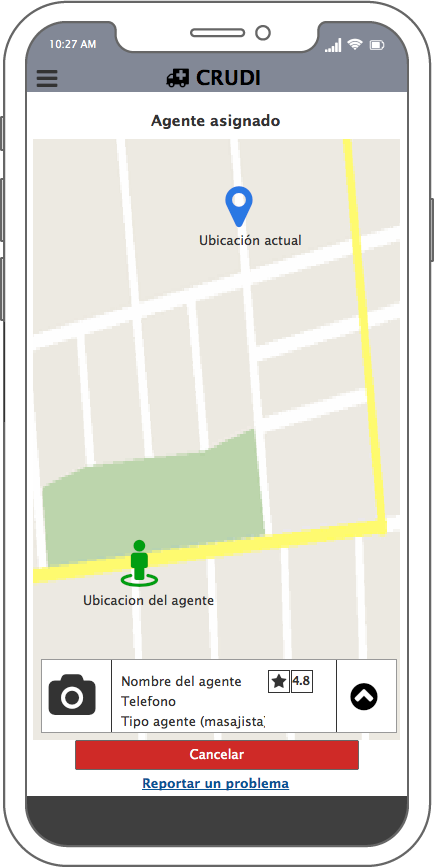 10:27 AM
CRUDI
Agente asignado
Ubicación actual
Ubicacion del agente
Nombre del agente
4.8
Telefono
Tipo agente (masajista)
Cancelar
Reportar un problema